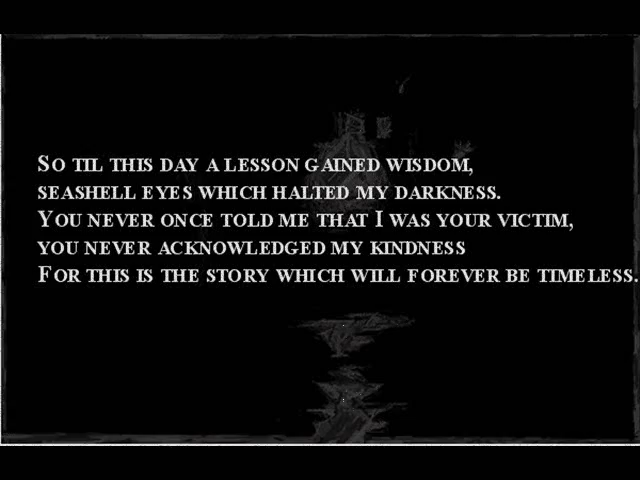 So til this day a lesson gained wisdom,
seashell eyes which halted my darkness.
You never once told me that I was your victim,
you never acknowledged my kindness
For this is the story which will forever be timeless.